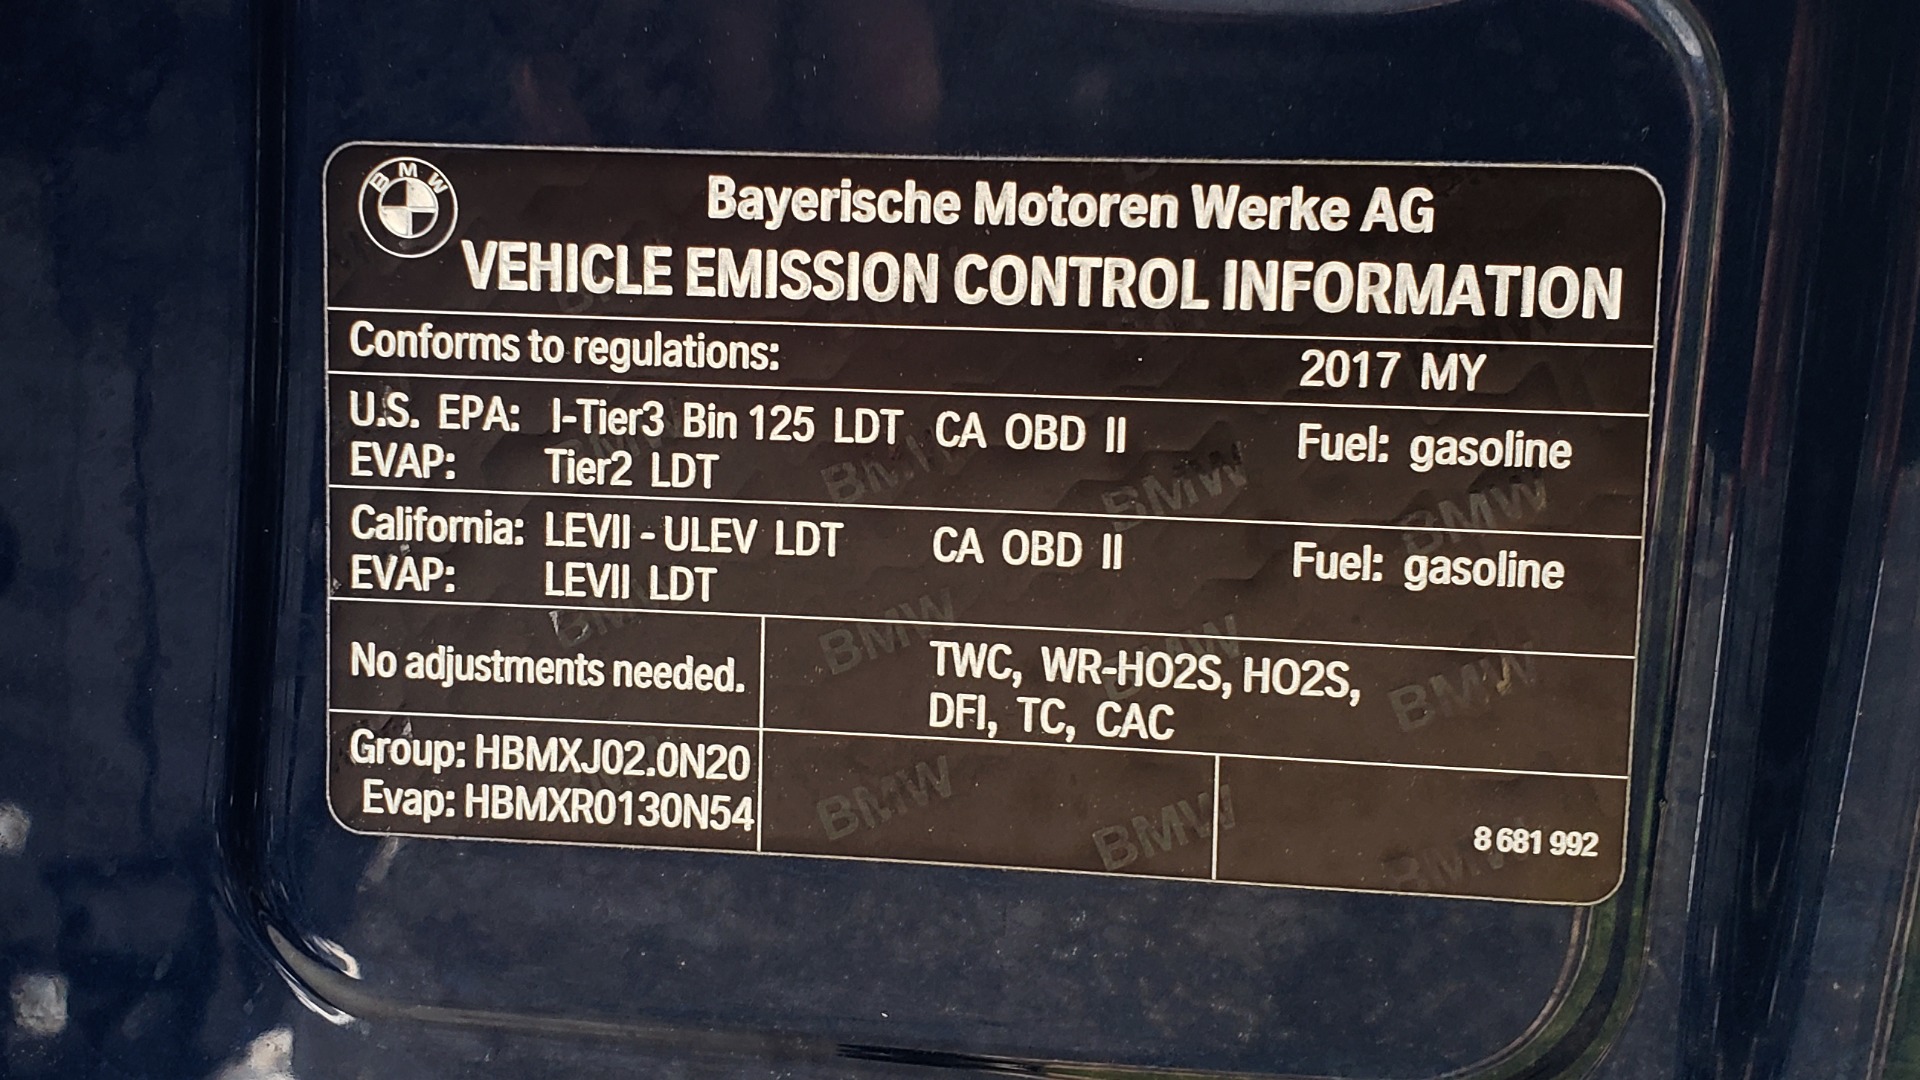 BMW
Bayerische Motoren Werke AG
VEHICLE EMISSION CONTROL INFORMATION
Conforms to regulations: 2017 MY
U.S. EPA: I-Tier3 Bin 125 LDT CA OBD II Fuel: gasoline
EVAP: Tier2 LDT
California: LEVII - ULEV LDT CA OBD II Fuel: gasoline
EVAP: LEVII LDT
No adjustments needed.
TWC, WR-HO2S, HO2S,
DFI, TC, CAC
Group: HBMXJ02.0N20
Evap: HBMXR0130N54
8 681 992